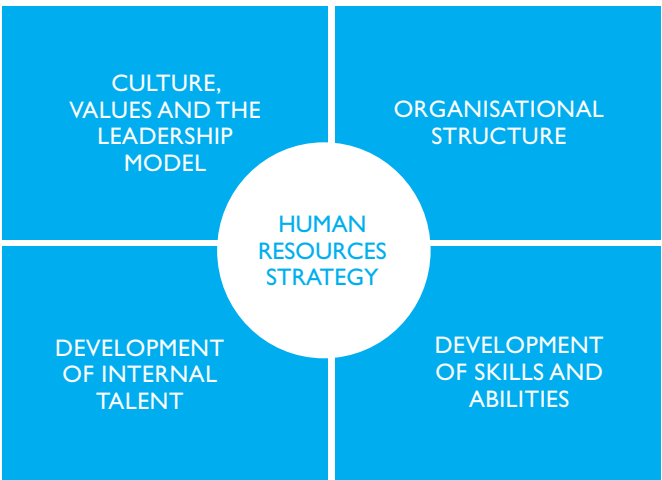 CULTURE,
VALUES AND THE
LEADERSHIP
MODEL
ORGANISATIONAL
STRUCTURE
HUMAN
RESOURCES
STRATEGY
DEVELOPMENT
OF INTERNAL
TALENT
DEVELOPMENT
OF SKILLS AND
ABILITIES